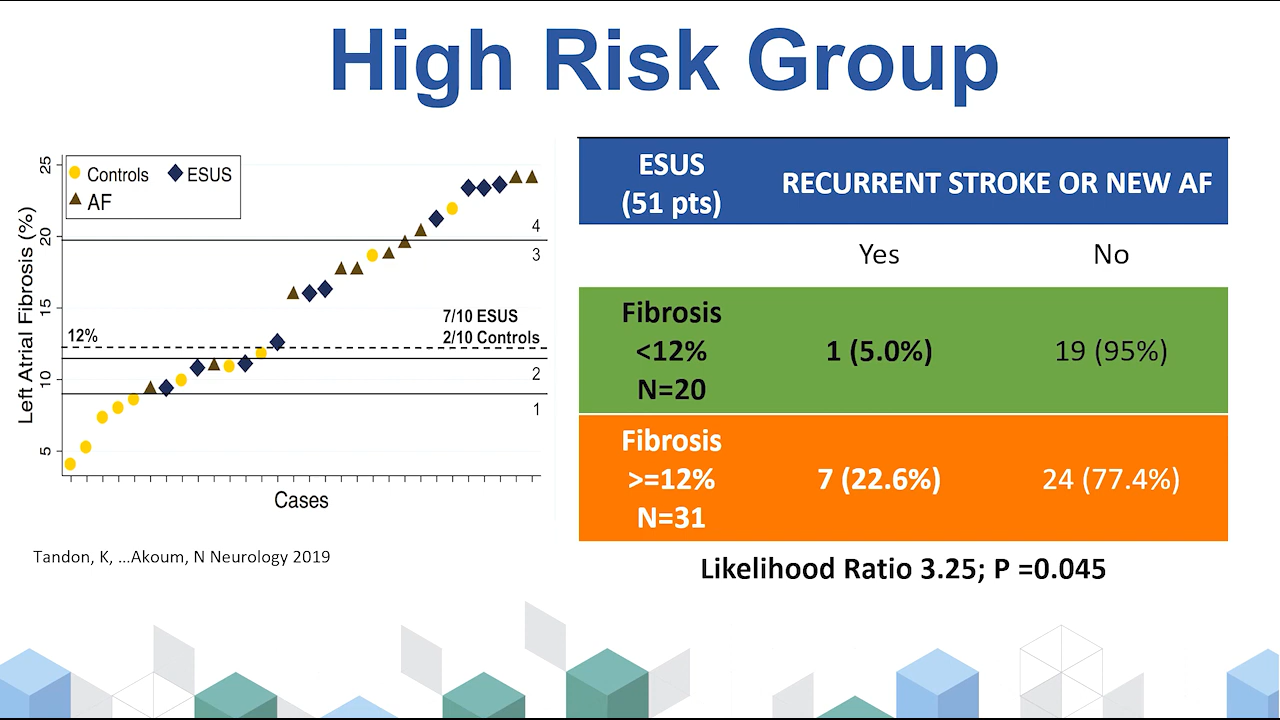 High Risk Group
Controls
ESUS
AF
Left Atrial Fibrosis (%)
25
20
15
10
5
4
3
2
1
12%
7/10 ESUS
2/10 Controls
Cases
Tandon, K, ...Akoum, N Neurology 2019
ESUS
(51 pts)
RECURRENT STROKE OR NEW AF
Yes
No
Fibrosis
<12%
N=20
1 (5.0%)
19 (95%)
Fibrosis
>=12%
N=31
7 (22.6%)
24 (77.4%)
Likelihood Ratio 3.25; P =0.045